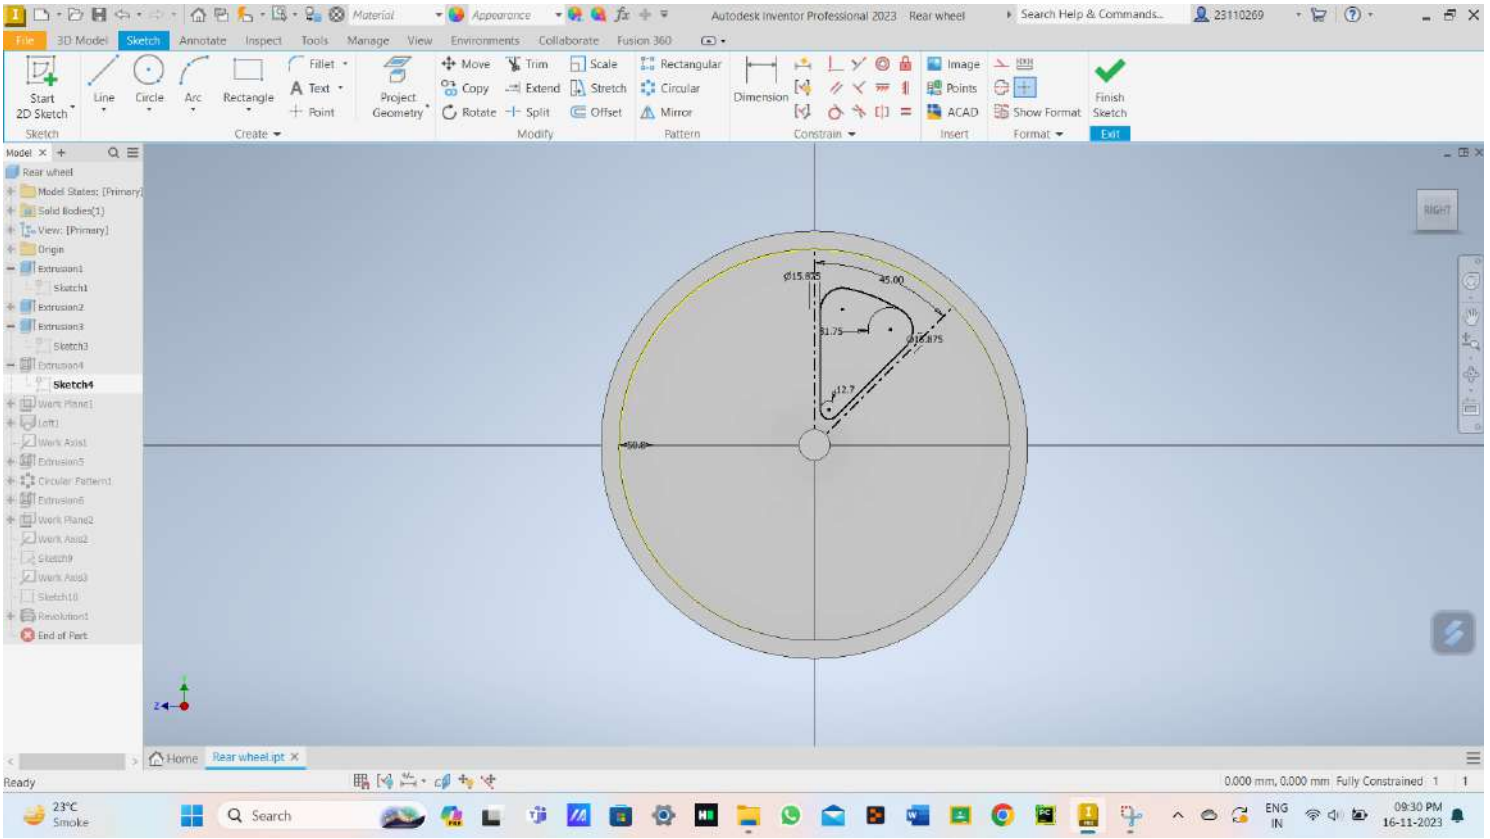 Material
Appearance
Autodesk Inventor Professional 2023 Rear wheel
Search Help & Commands...
23110269
File 3D Model Sketch Annotate Inspect Tools Manage View Environments Collaborate Fusion 360
Start
2D Sketch
Line
Circle
Arc
Rectangle
Fillet
Text
Point
Project
Geometry
Move Trim Scale
Copy Extend Stretch
Rotate Split Offset
Rectangular
Circular
Mirror
Dimension
Image
Points
ACAD
Show Format
Finish
Sketch
Sketch Create Modify Pattern Constrain Insert Format Exit
Model
Rear wheel
Model States: [Primary]
Solid Bodies(1)
View: [Primary]
Origin
Extrusion1
Sketch1
Extrusion2
Extrusion3
Sketch3
Extrusion4
Sketch4
Work Plane1
Loft1
Work Axis1
Extrusion5
Circular Pattern1
Extrusion6
Work Plane2
Work Axis2
Sketch9
Work Axis3
Sketch10
Revolution1
End of Part
RIGHT
Ø15.875
45.00
31.75
12.7
50.8
Y
Z
Home Rear wheel.ipt
Ready
0.000 mm, 0.000 mm Fully Constrained 1 1
23°C
Smoke
Search
ENG
IN
09:30 PM
16-11-2023